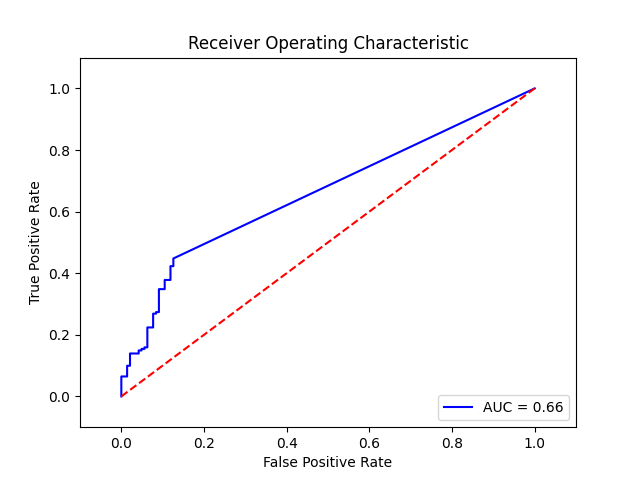 Receiver Operating Characteristic
True Positive Rate
1.0
0.8
0.6
0.4
0.2
0.0
0.0 0.2 0.4 0.6 0.8 1.0
False Positive Rate
AUC = 0.66